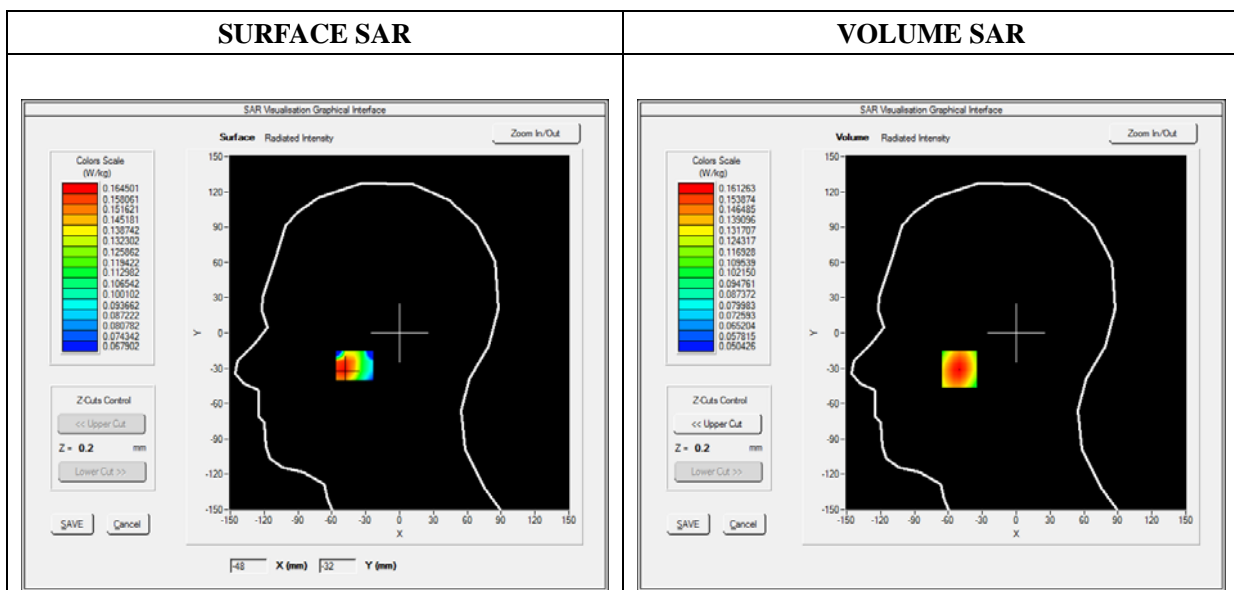 SURFACE SAR
VOLUME SAR
SAR Visualisation Graphical Interface
Surface Radiated Intensity
Zoom In/Out
Colors Scale
(W/kg)
0.164501
0.158061
0.151621
0.145181
0.138742
0.132302
0.125862
0.119422
0.112982
0.106542
0.100102
0.093662
0.087222
0.080782
0.074342
0.067902
Z-Cuts Control
<< Upper Cut
Z = 0.2 mm
Lower Cut >>
SAVE Cancel
150
120
90
60
30
0
-30
-60
-90
-120
-150
Y
-150 -120 -90 -60 -30 0 30 60 90 120 150
X
-48 X (mm) -32 Y (mm)
SAR Visualisation Graphical Interface
Volume Radiated Intensity
Zoom In/Out
Colors Scale
(W/kg)
0.161263
0.153874
0.146485
0.139096
0.131707
0.124317
0.116928
0.109539
0.102150
0.094761
0.087372
0.079983
0.072593
0.065204
0.057815
0.050426
Z-Cuts Control
<< Upper Cut
Z = 0.2 mm
Lower Cut >>
SAVE Cancel
150
120
90
60
30
0
-30
-60
-90
-120
-150
Y
-150 -120 -90 -60 -30 0 30 60 90 120 150
X